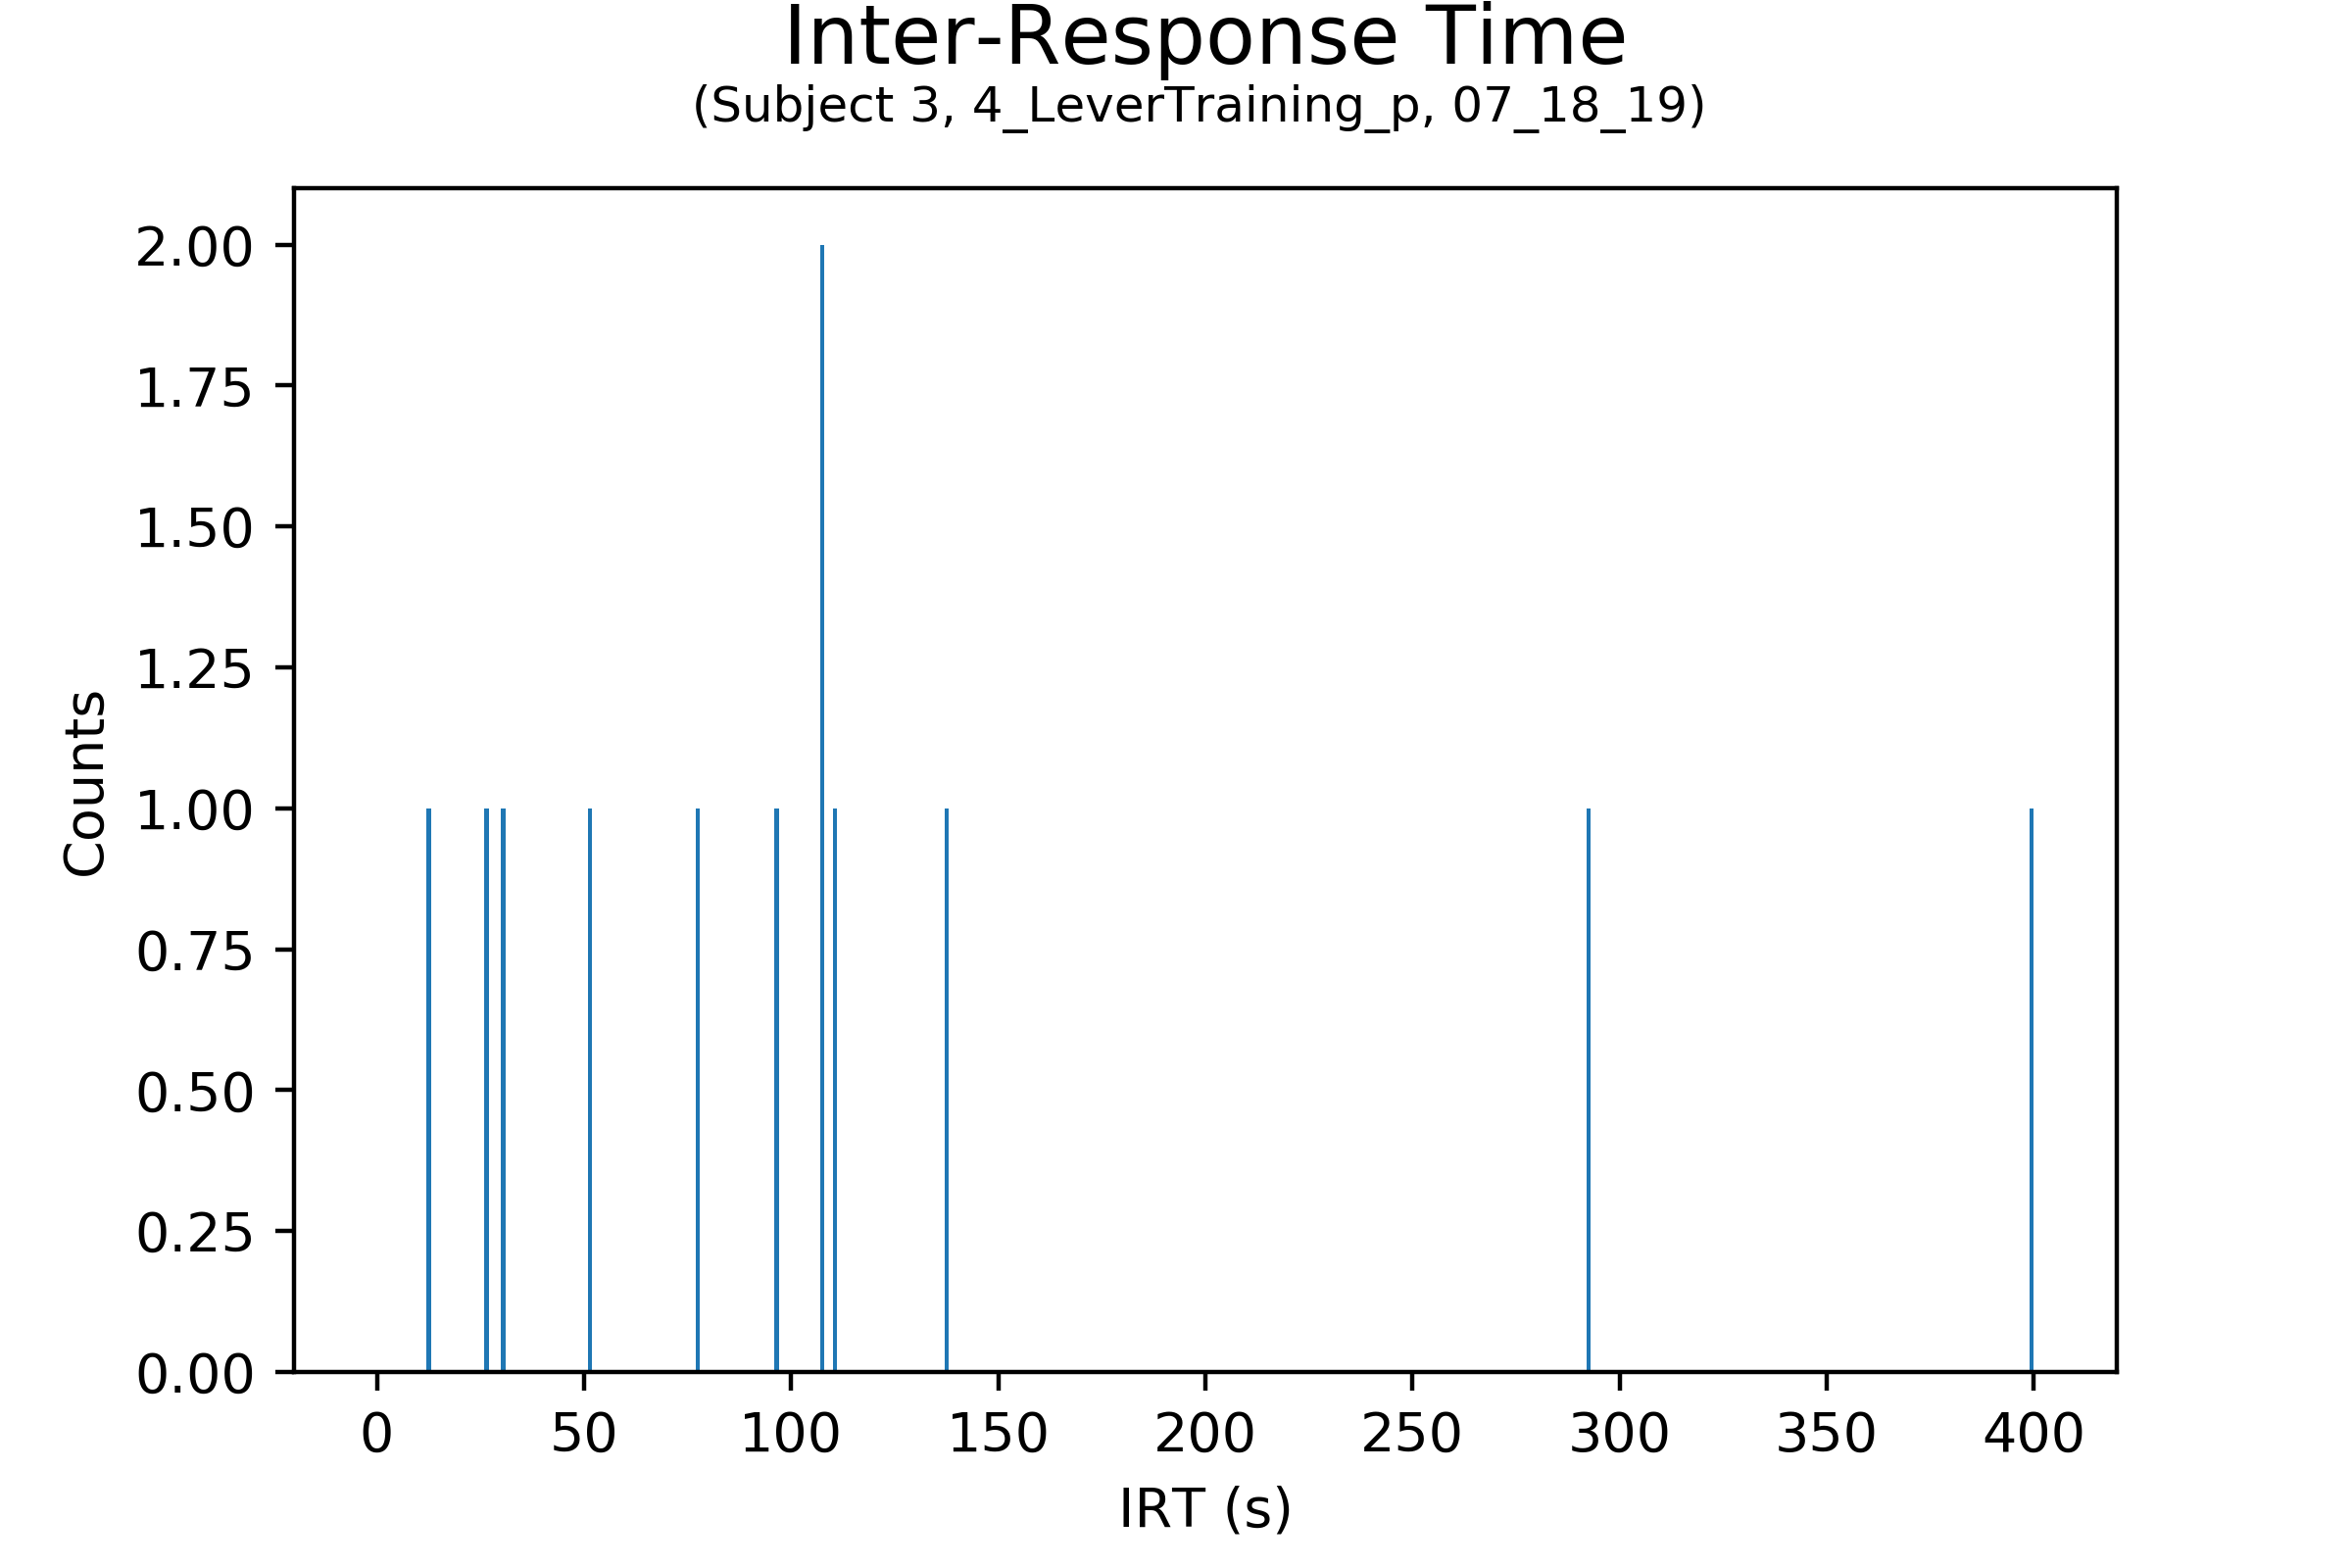 Inter-Response Time
(Subject 3, 4_LeverTraining_p, 07_18_19)
2.00
1.75
1.50
1.25
1.00
0.75
0.50
0.25
0.00
Counts
0 50 100 150 200 250 300 350 400
IRT (s)